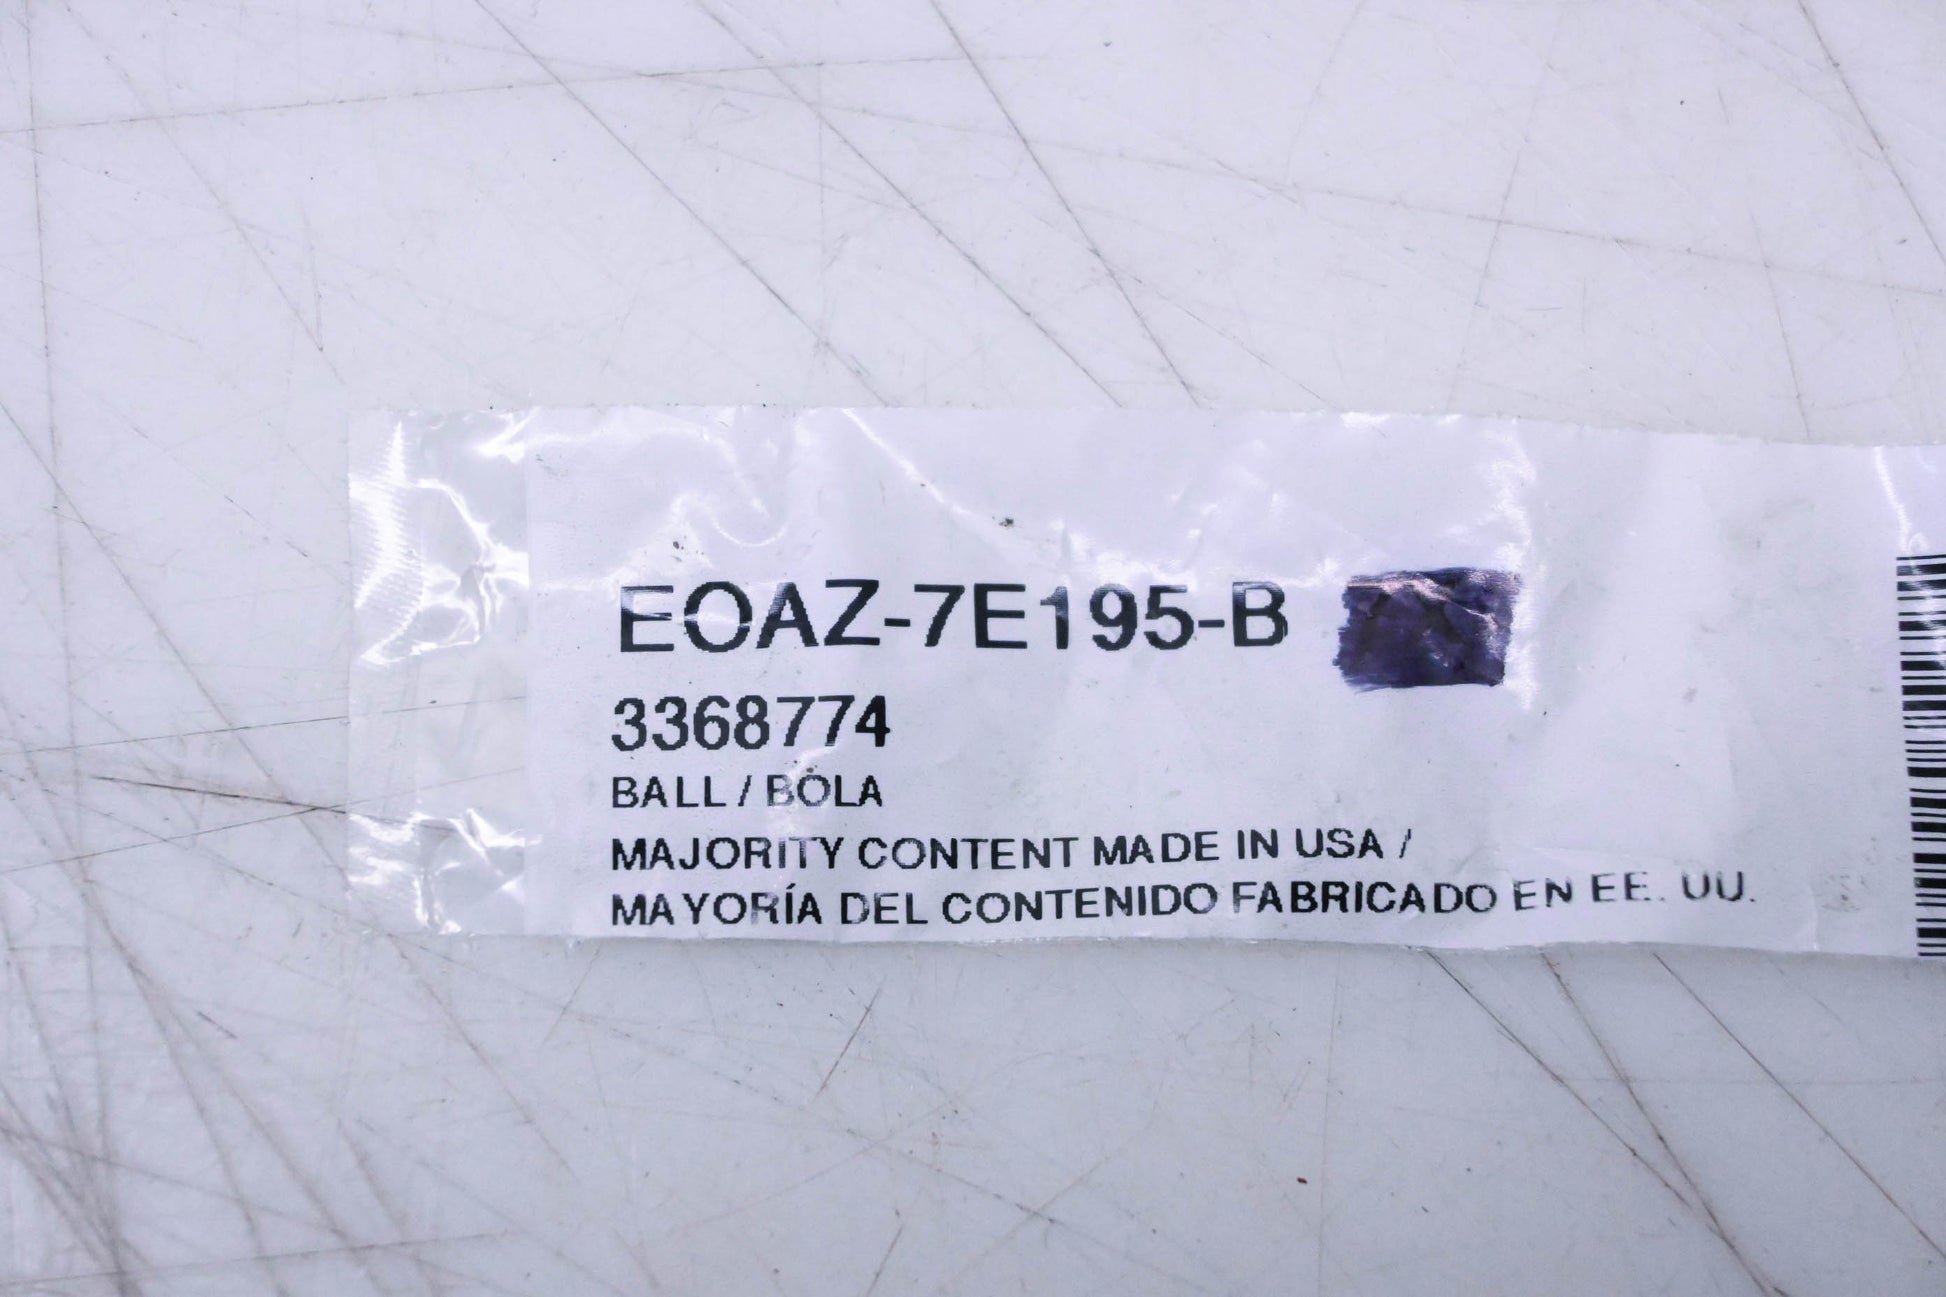 EOAZ-7E195-B
3368774
BALL / BOLA
MAJORITY CONTENT MADE IN USA /
MAYORÍA DEL CONTENIDO FABRICADO EN EE. UU.